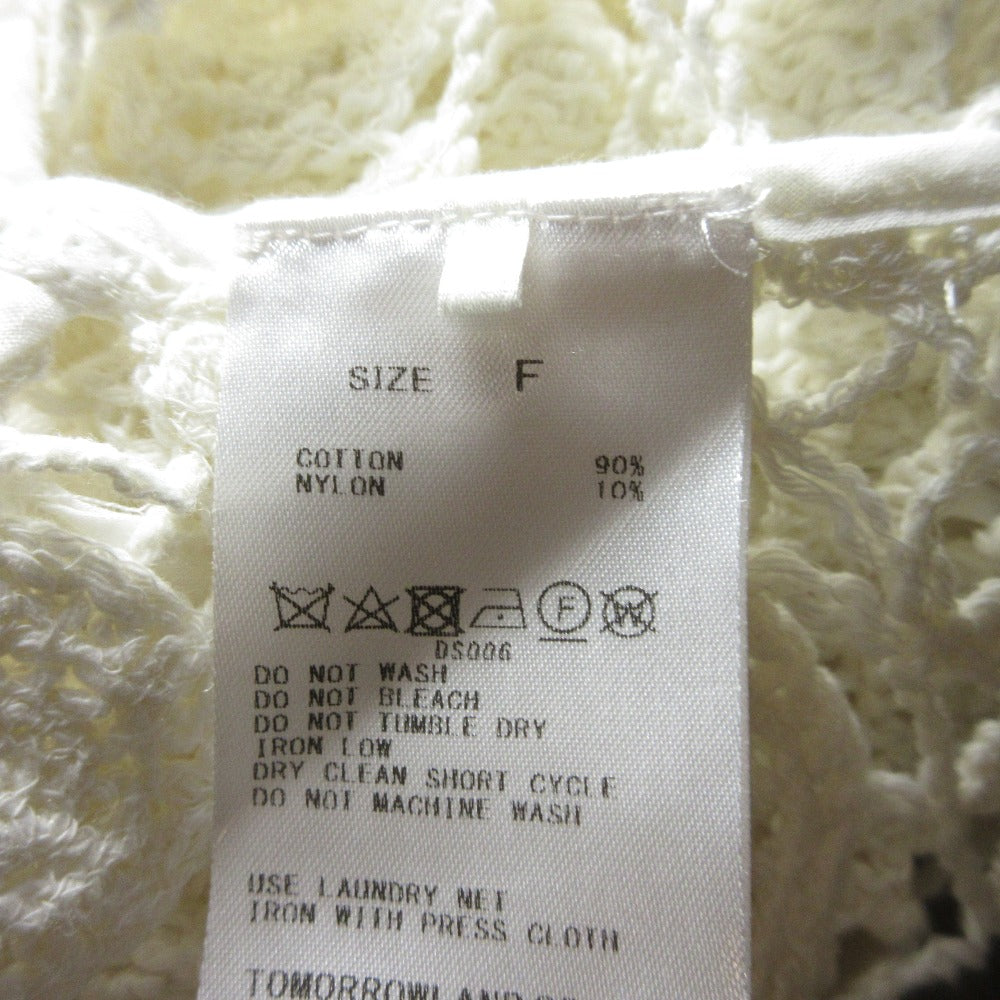 SIZE F
COTTON 90%
NYLON 10%
F W
DS006
DO NOT WASH
DO NOT BLEACH
DO NOT TUMBLE DRY
IRON LOW
DRY CLEAN SHORT CYCLE
DO NOT MACHINE WASH
USE LAUNDRY NET
IRON WITH PRESS CLOTH
TOMORROWLAND